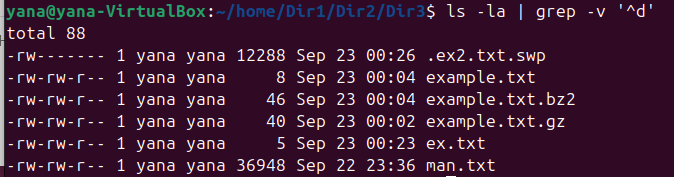 yana@yana-VirtualBox:~/home/Dir1/Dir2/Dir3$ ls -la | grep -v '^d'
total 88
-rw------- 1 yana yana 12288 Sep 23 00:26 .ex2.txt.swp
-rw-rw-r-- 1 yana yana     8 Sep 23 00:04 example.txt
-rw-rw-r-- 1 yana yana    46 Sep 23 00:04 example.txt.bz2
-rw-rw-r-- 1 yana yana    40 Sep 23 00:02 example.txt.gz
-rw-rw-r-- 1 yana yana     5 Sep 23 00:23 ex.txt
-rw-rw-r-- 1 yana yana 36948 Sep 22 23:36 man.txt